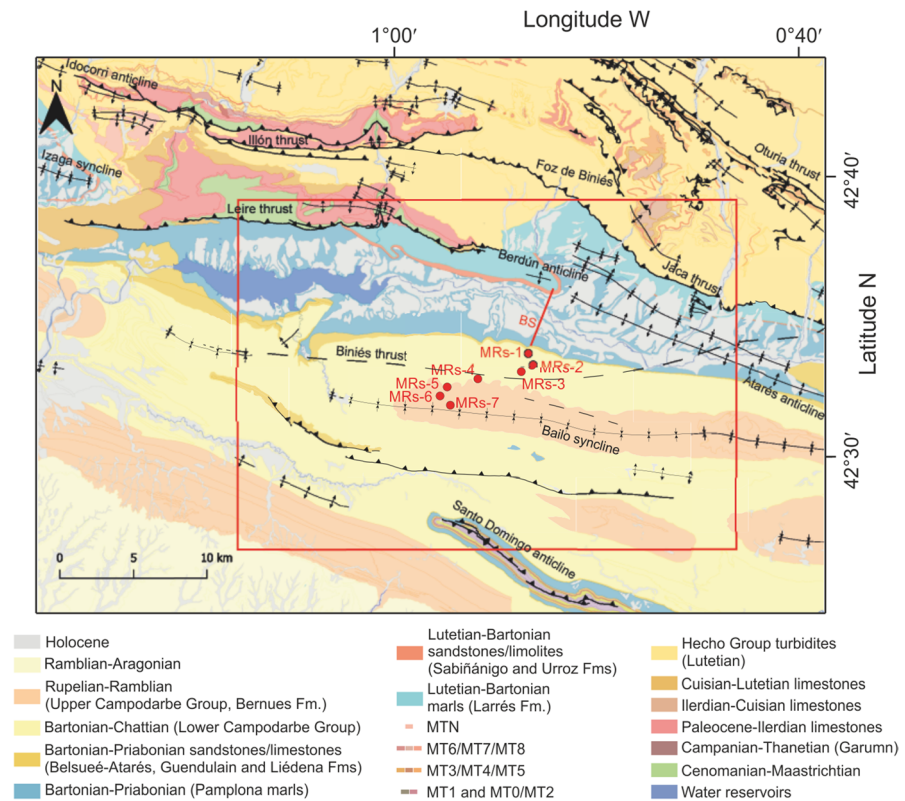 Longitude W
1°00′
0°40′
N
Idocorri anticline
Illón thrust
Izaga syncline
Foz de Biniés
Oturia thrust
42°40′
Leire thrust
Berdún anticline
Jaca thrust
BS
Latitude N
Biniés thrust
MRs-1
MRs-2
MRs-3
MRs-4
MRs-5
MRs-6
MRs-7
Atarés anticline
Bailo syncline
42°30′
Santo Domingo anticline
0 5 10 km
Holocene
Ramblian-Aragonian
Rupelian-Ramblian
(Upper Campodarbe Group, Bernues Fm.)
Bartonian-Chattian (Lower Campodarbe Group)
Bartonian-Priabonian sandstones/limestones
(Belsueé-Atarés, Guendulain and Liédena Fms)
Bartonian-Priabonian (Pamplona marls)
Lutetian-Bartonian
sandstones/limolites
(Sabiñánigo and Urroz Fms)
Lutetian-Bartonian
marls (Larrés Fm.)
MTN
MT6/MT7/MT8
MT3/MT4/MT5
MT1 and MT0/MT2
Hecho Group turbidites
(Lutetian)
Cuisian-Lutetian limestones
Ilerdian-Cuisian limestones
Paleocene-Ilerdian limestones
Campanian-Thanetian (Garumn)
Cenomanian-Maastrichtian
Water reservoirs